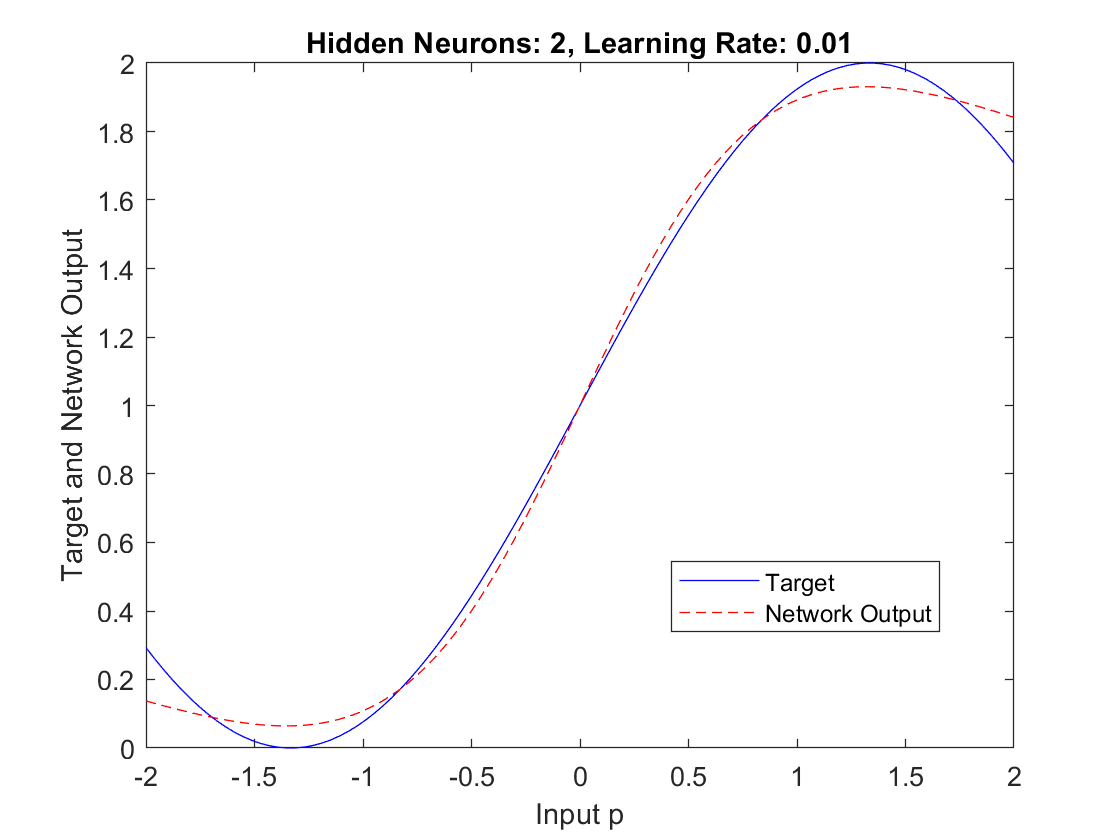 Hidden Neurons: 2, Learning Rate: 0.01
2
1.8
1.6
1.4
1.2
1
0.8
0.6
0.4
0.2
0
Target and Network Output
Target
Network Output
-2 -1.5 -1 -0.5 0 0.5 1 1.5 2
Input p